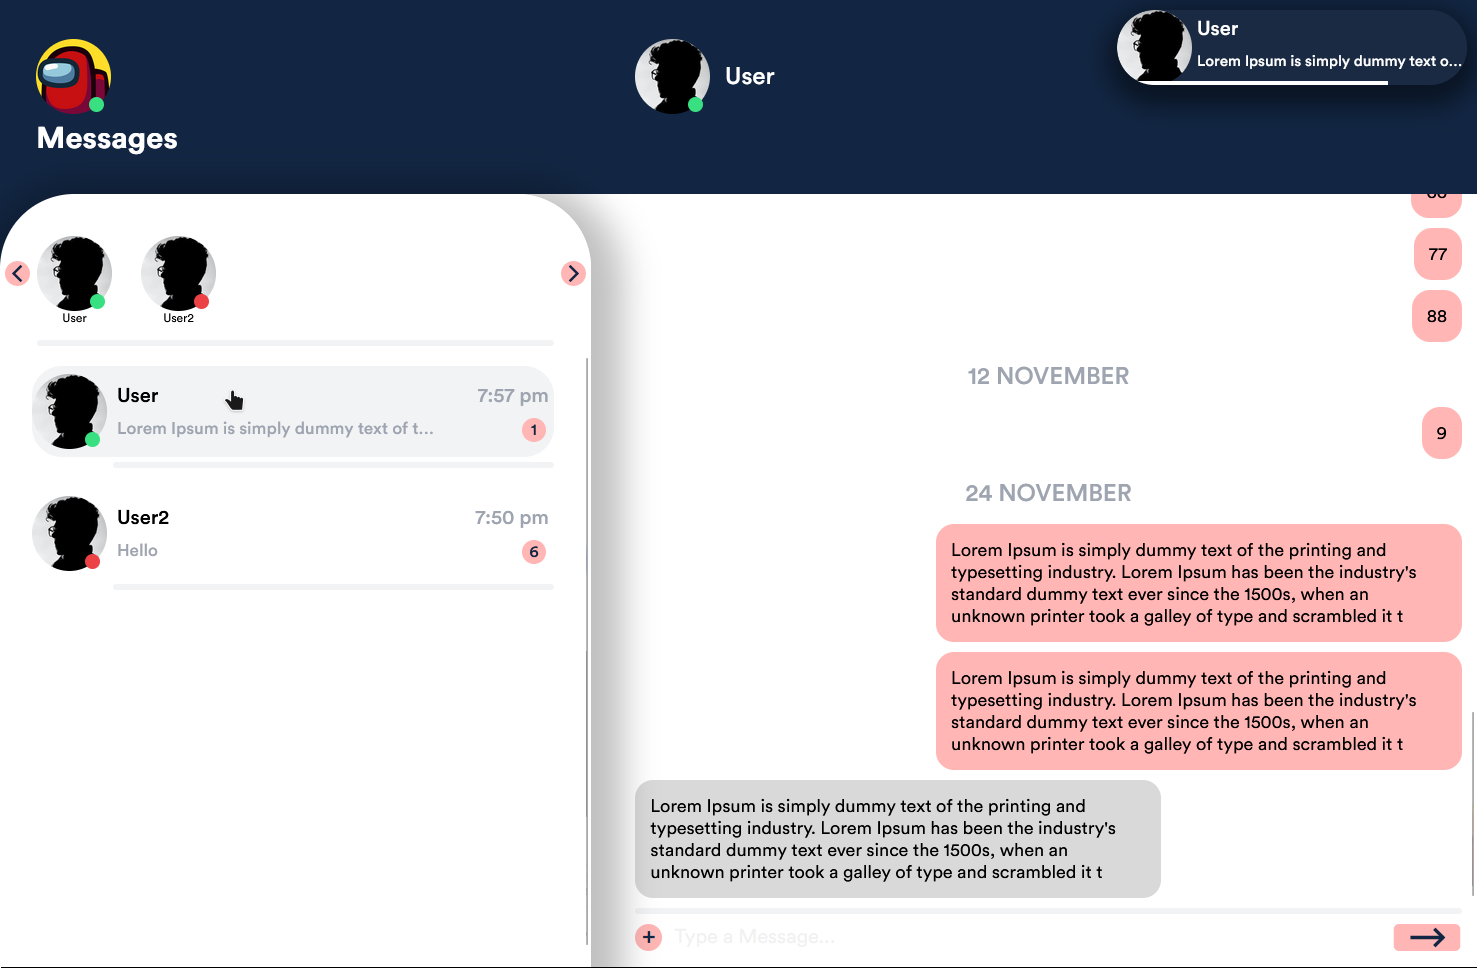 Messages
User
User
Lorem Ipsum is simply dummy text o...
User
User2
User
7:57 pm
Lorem Ipsum is simply dummy text of t...
1
User2
7:50 pm
Hello
6
77
88
12 NOVEMBER
9
24 NOVEMBER
Lorem Ipsum is simply dummy text of the printing and
typesetting industry. Lorem Ipsum has been the industry's
standard dummy text ever since the 1500s, when an
unknown printer took a galley of type and scrambled it t
Lorem Ipsum is simply dummy text of the printing and
typesetting industry. Lorem Ipsum has been the industry's
standard dummy text ever since the 1500s, when an
unknown printer took a galley of type and scrambled it t
Lorem Ipsum is simply dummy text of the printing and
typesetting industry. Lorem Ipsum has been the industry's
standard dummy text ever since the 1500s, when an
unknown printer took a galley of type and scrambled it t
Type a Message...